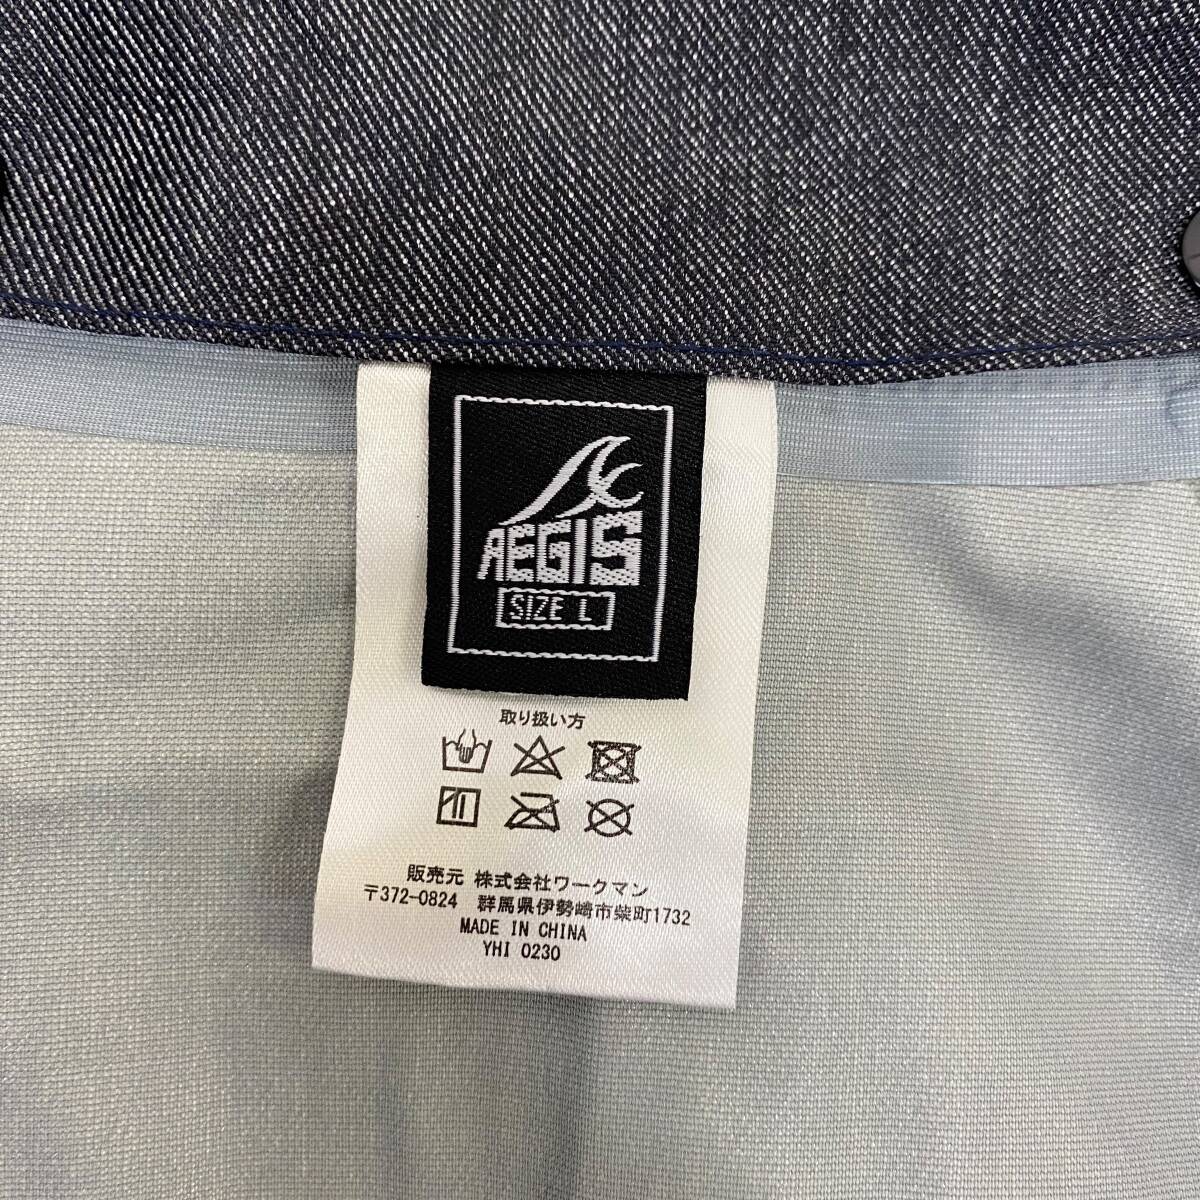 AEGIS
SIZE L
取り扱い方
販売元 株式会社ワークマン
〒372-0824 群馬県伊勢崎市柴町1732
MADE IN CHINA
YHI 0230